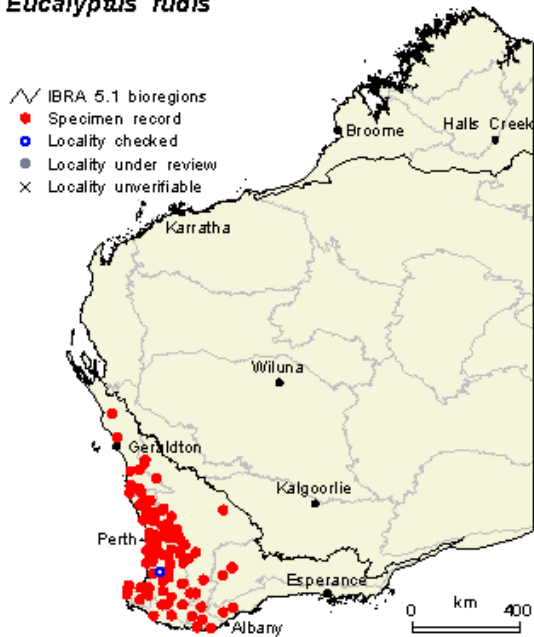 Eucalyptus rudis
IBRA 5.1 bioregions
Specimen record
Locality checked
Locality under review
Locality unverifiable
Broome
Halls Creek
Karratha
Wiluna
Geraldton
Kalgoorlie
Perth
Esperance
Albany
km
0 400